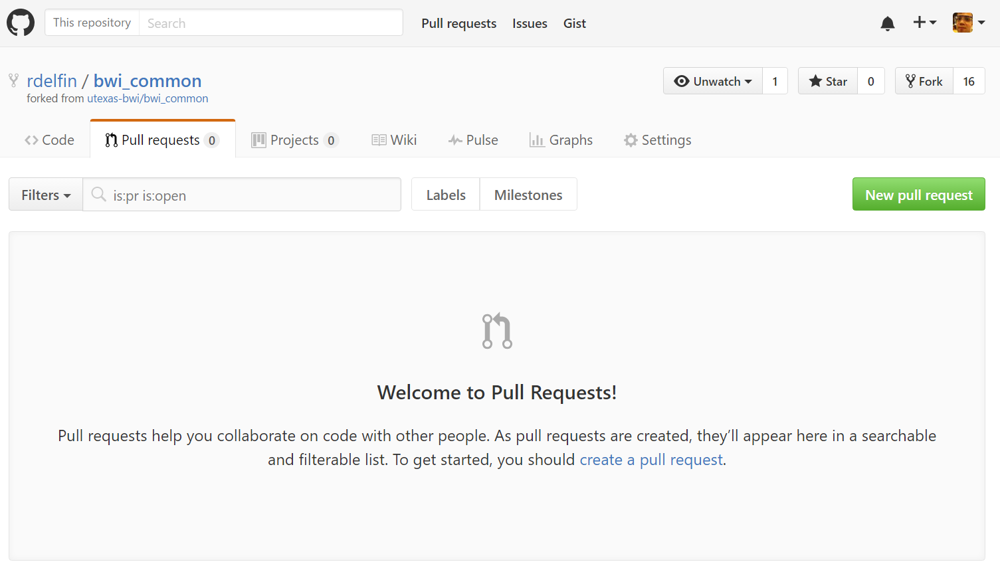 This repository Search Pull requests Issues Gist
rdelfin / bwi_common Unwatch 1 Star 0 Fork 16
forked from utexas-bwi/bwi_common
Code Pull requests 0 Projects 0 Wiki Pulse Graphs Settings
Filters is:pr is:open Labels Milestones New pull request
Welcome to Pull Requests!
Pull requests help you collaborate on code with other people. As pull requests are created, they’ll appear here in a searchable
and filterable list. To get started, you should create a pull request.